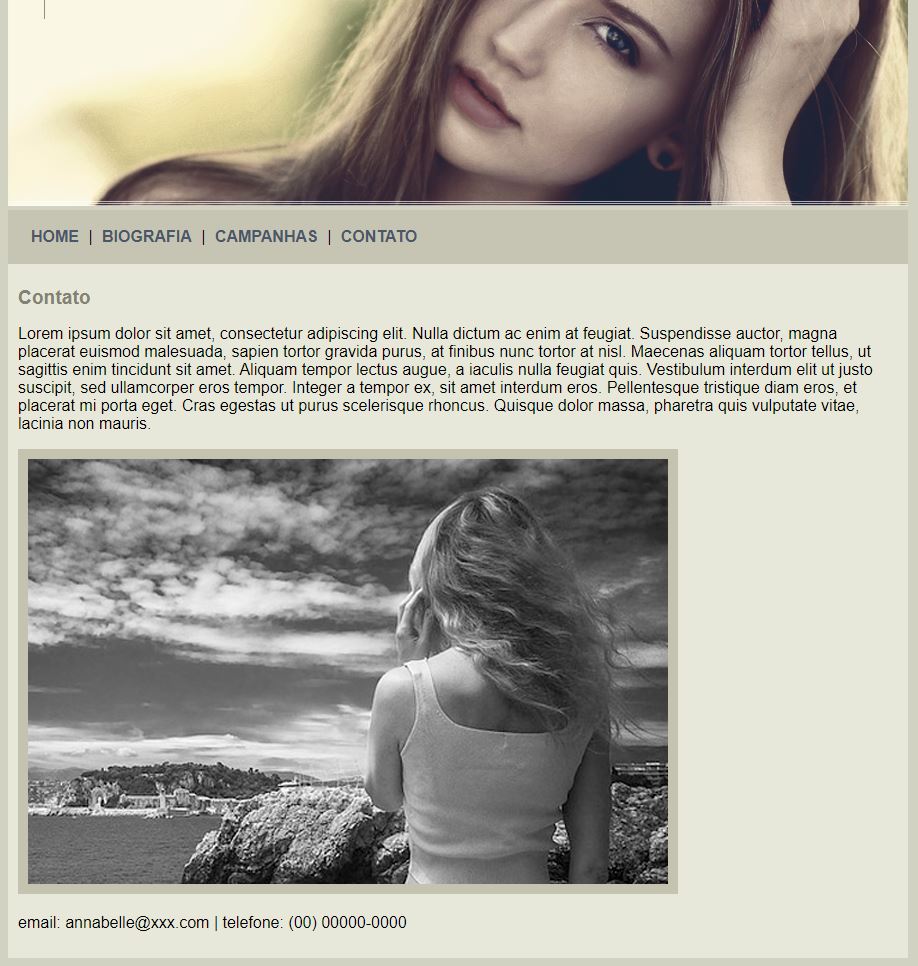 HOME | BIOGRAFIA | CAMPANHAS | CONTATO
Contato
Lorem ipsum dolor sit amet, consectetur adipiscing elit. Nulla dictum ac enim at feugiat. Suspendisse auctor, magna
placerat euismod malesuada, sapien tortor gravida purus, at finibus nunc tortor at nisl. Maecenas aliquam tortor tellus, ut
sagittis enim tincidunt sit amet. Aliquam tempor lectus augue, a iaculis nulla feugiat quis. Vestibulum interdum elit ut justo
suscipit, sed ullamcorper eros tempor. Integer a tempor ex, sit amet interdum eros. Pellentesque tristique diam eros, et
placerat mi porta eget. Cras egestas ut purus scelerisque rhoncus. Quisque dolor massa, pharetra quis vulputate vitae,
lacinia non mauris.
email: annabelle@xxx.com | telefone: (00) 00000-0000